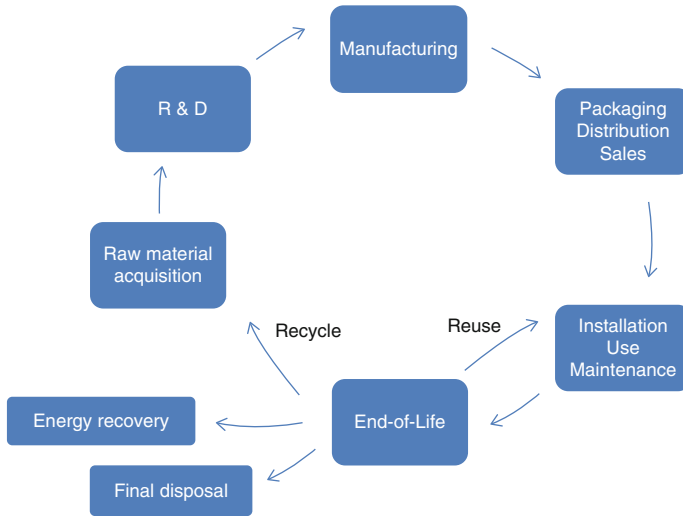 Manufacturing
R & D
Packaging
Distribution
Sales
Raw material
acquisition
Recycle
Reuse
Installation
Use
Maintenance
Energy recovery
End-of-Life
Final disposal